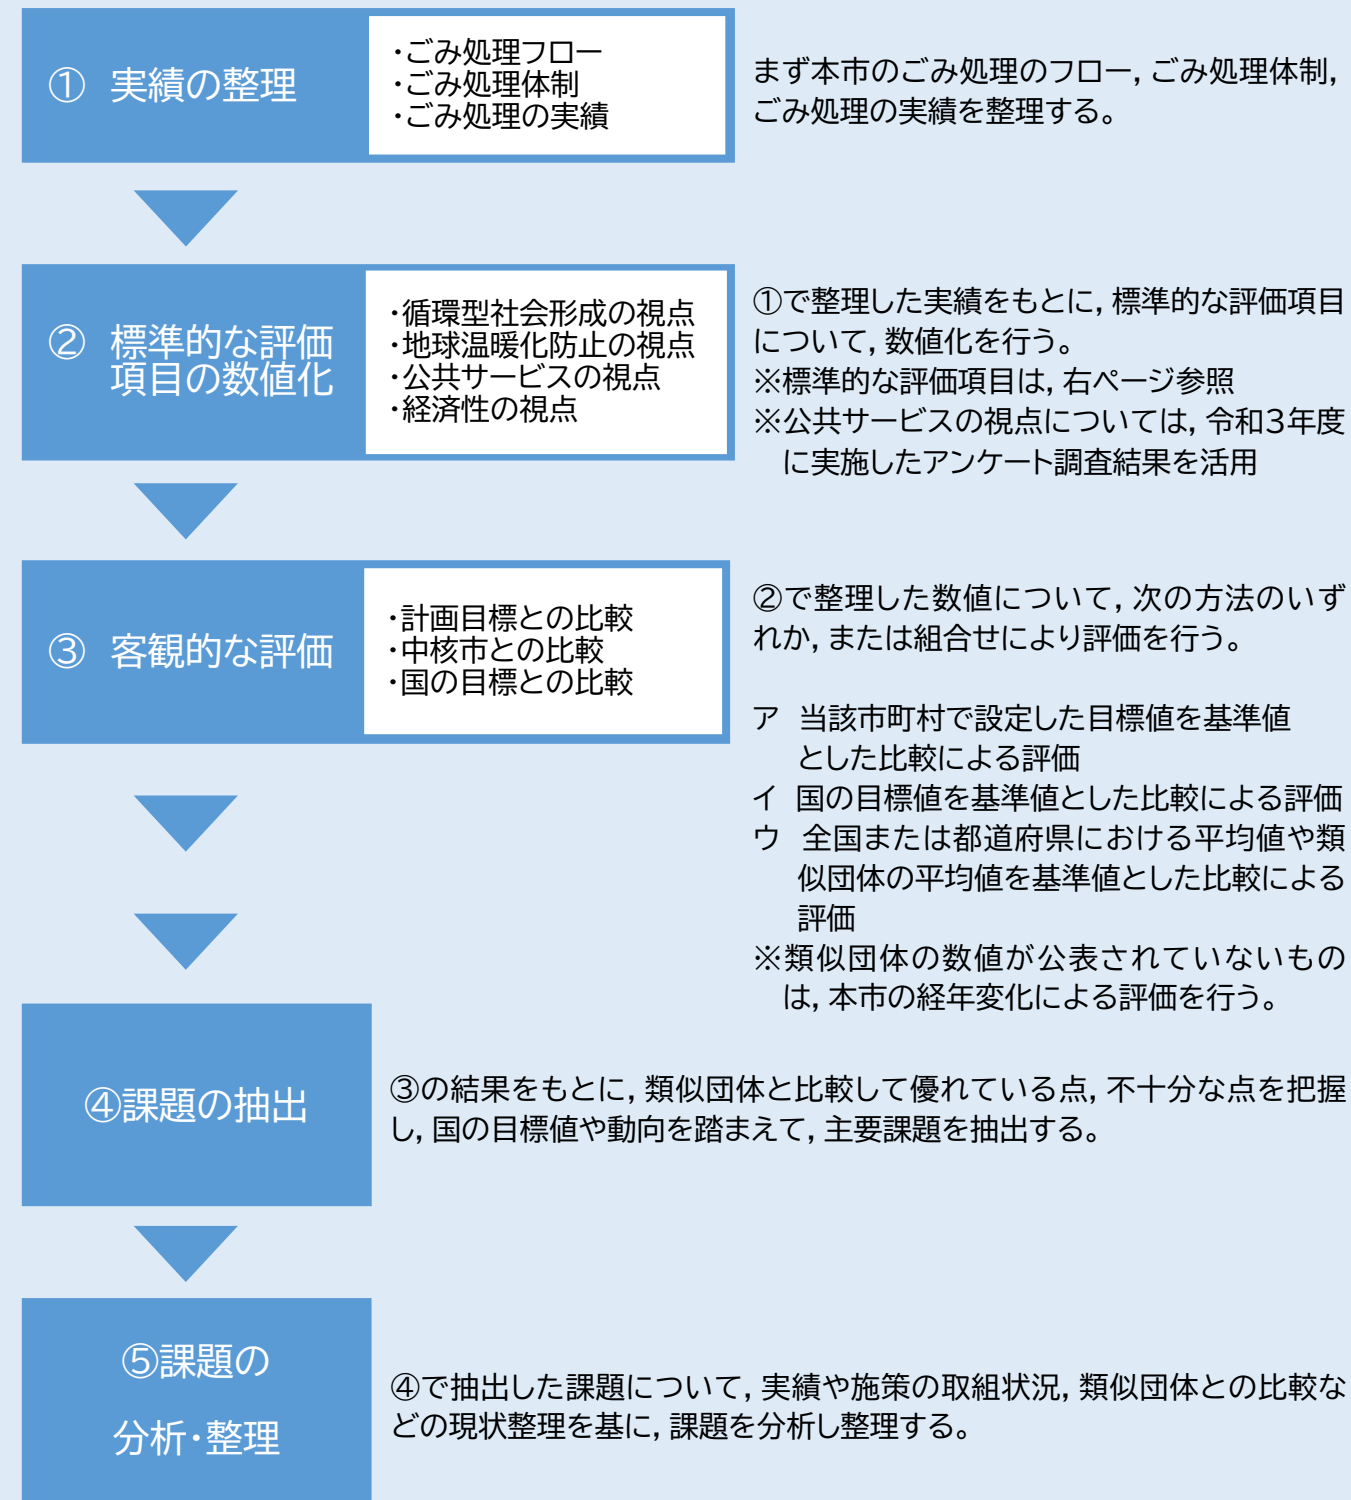 ① 実績の整理
・ごみ処理フロー
・ごみ処理体制
・ごみ処理の実績
まず本市のごみ処理のフロー，ごみ処理体制，
ごみ処理の実績を整理する。
② 標準的な評価
項目の数値化
・循環型社会形成の視点
・地球温暖化防止の視点
・公共サービスの視点
・経済性の視点
①で整理した実績をもとに，標準的な評価項目
について，数値化を行う。
※標準的な評価項目は，右ページ参照
※公共サービスの視点については，令和3年度
に実施したアンケート調査結果を活用
③ 客観的な評価
・計画目標との比較
・中核市との比較
・国の目標との比較
②で整理した数値について，次の方法のいず
れか，または組合せにより評価を行う。
ア 当該市町村で設定した目標値を基準値
とした比較による評価
イ 国の目標値を基準値とした比較による評価
ウ 全国または都道府県における平均値や類
似団体の平均値を基準値とした比較による
評価
※類似団体の数値が公表されていないもの
は，本市の経年変化による評価を行う。
④課題の抽出
③の結果をもとに，類似団体と比較して優れている点，不十分な点を把握
し，国の目標値や動向を踏まえて，主要課題を抽出する。
⑤課題の
分析・整理
④で抽出した課題について，実績や施策の取組状況，類似団体との比較な
どの現状整理を基に，課題を分析し整理する。